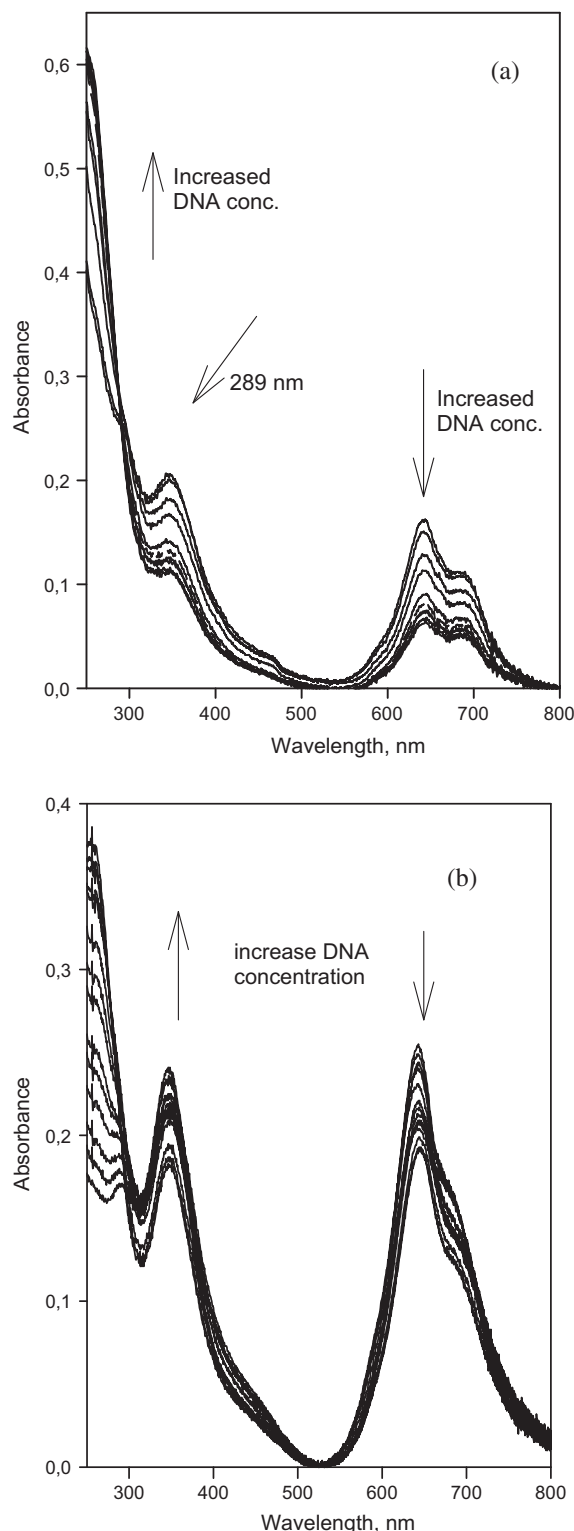 (a)
0,6
0,5
0,4
0,3
0,2
0,1
0,0
Increased
DNA conc.
289 nm
Increased
DNA conc.
Absorbance
300 400 500 600 700 800
Wavelength, nm
(b)
0,4
0,3
0,2
0,1
0,0
increase DNA
concentration
Absorbance
300 400 500 600 700 800
Wavelength, nm